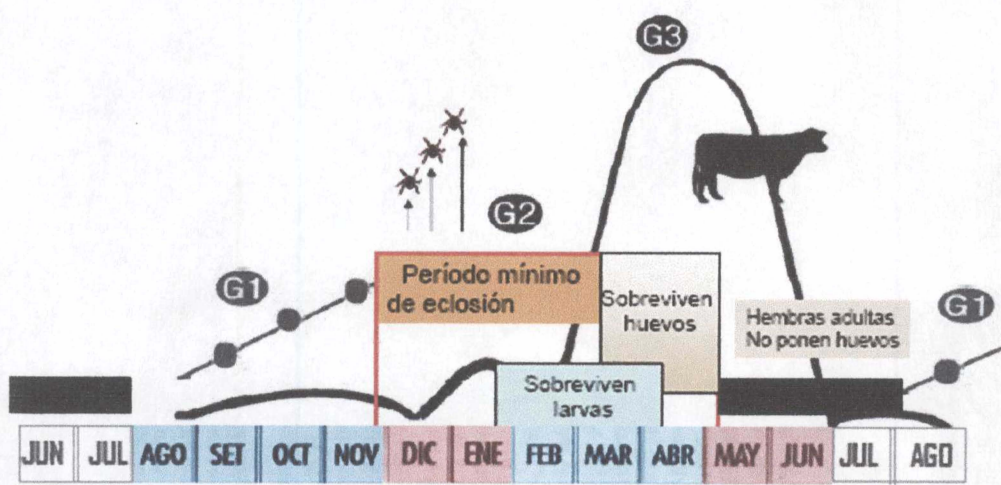 G3
G2
G1
Período mínimo
de eclosión
Sobreviven
huevos
Hembras adultas
No ponen huevos
G1
Sobreviven
larvas
JUN JUL AGO SET OCT NOV DIC ENE FEB MAR ABR MAY JUN JUL AGO